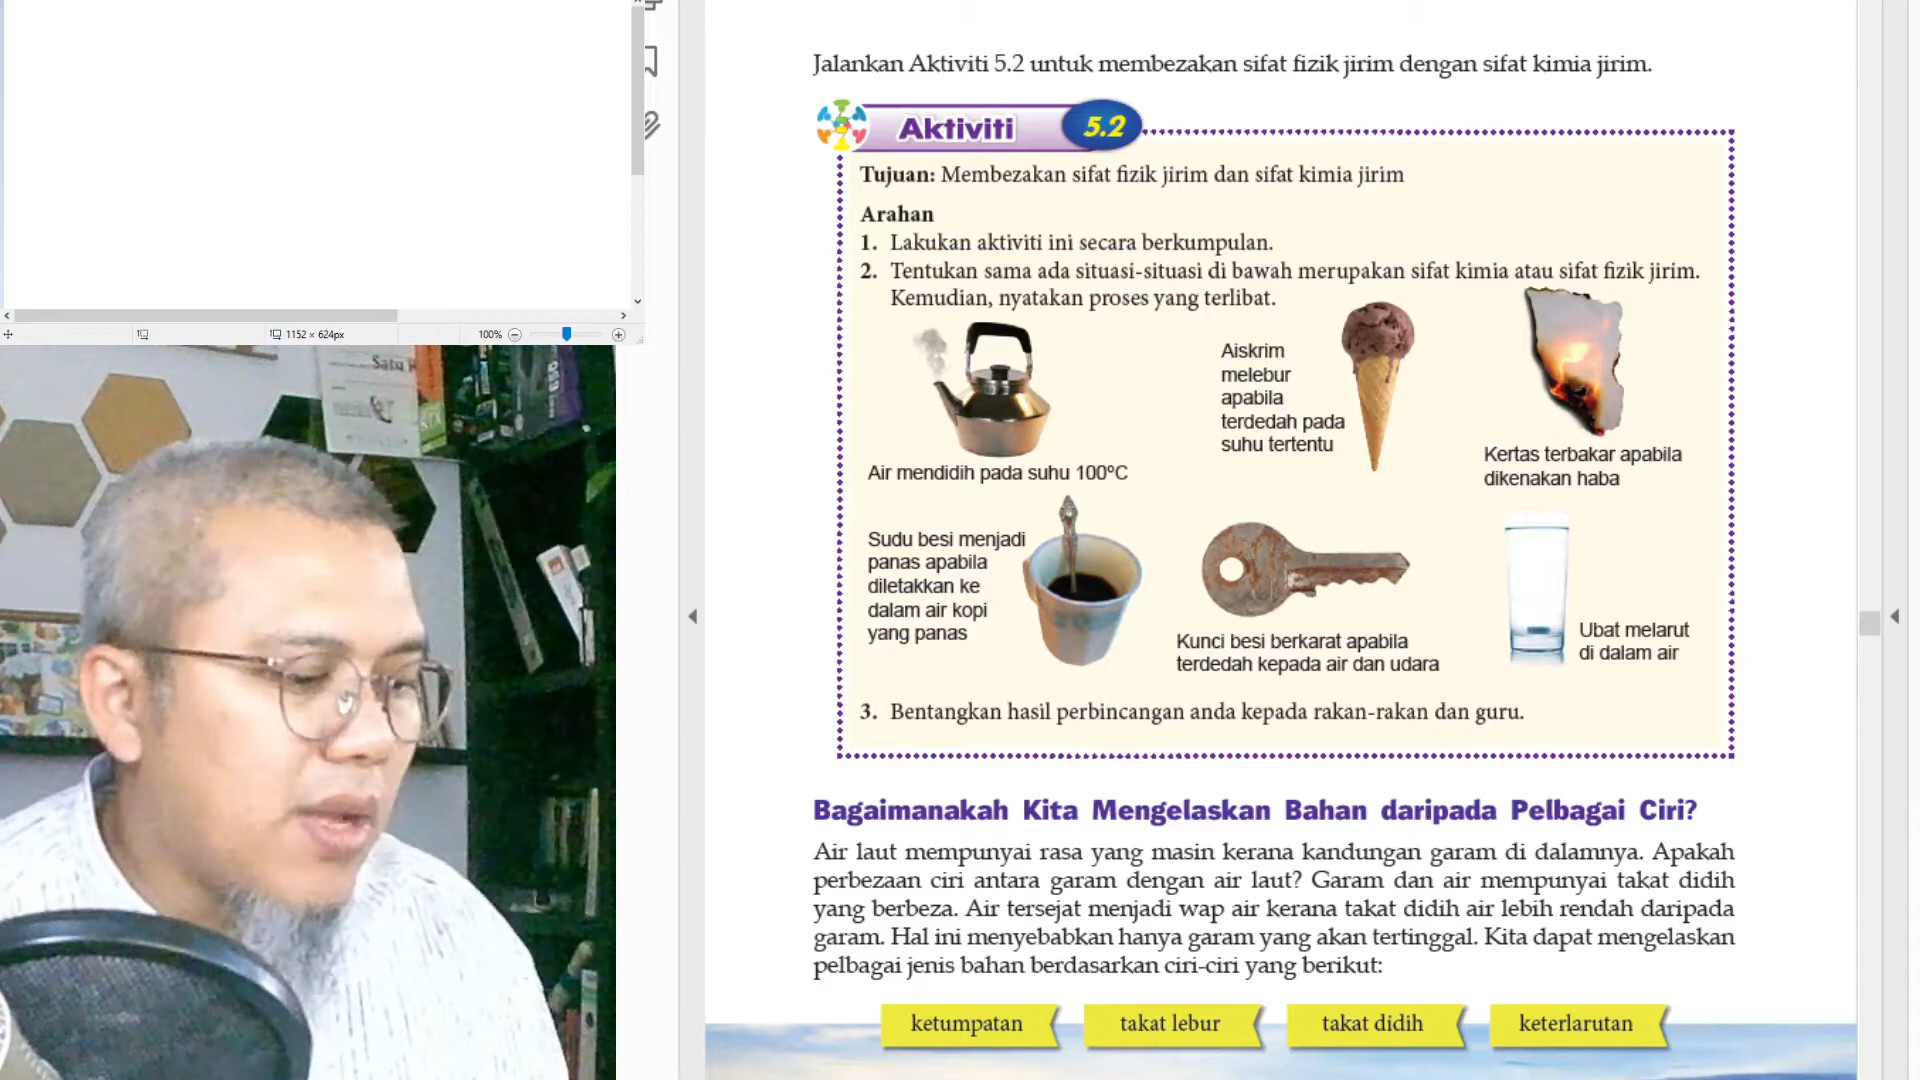 1152 × 624px
100%
Satu
Jalankan Aktiviti 5.2 untuk membezakan sifat fizik jirim dengan sifat kimia jirim.
Aktiviti 5.2
Tujuan: Membezakan sifat fizik jirim dan sifat kimia jirim
Arahan
1. Lakukan aktiviti ini secara berkumpulan.
2. Tentukan sama ada situasi-situasi di bawah merupakan sifat kimia atau sifat fizik jirim.
Kemudian, nyatakan proses yang terlibat.
Air mendidih pada suhu 100°C
Aiskrim
melebur
apabila
terdedah pada
suhu tertentu
Kertas terbakar apabila
dikenakan haba
Sudu besi menjadi
panas apabila
diletakkan ke
dalam air kopi
yang panas
Kunci besi berkarat apabila
terdedah kepada air dan udara
Ubat melarut
di dalam air
3. Bentangkan hasil perbincangan anda kepada rakan-rakan dan guru.
Bagaimanakah Kita Mengelaskan Bahan daripada Pelbagai Ciri?
Air laut mempunyai rasa yang masin kerana kandungan garam di dalamnya. Apakah
perbezaan ciri antara garam dengan air laut? Garam dan air mempunyai takat didih
yang berbeza. Air tersejat menjadi wap air kerana takat didih air lebih rendah daripada
garam. Hal ini menyebabkan hanya garam yang akan tertinggal. Kita dapat mengelaskan
pelbagai jenis bahan berdasarkan ciri-ciri yang berikut:
ketumpatan
takat lebur
takat didih
keterlarutan